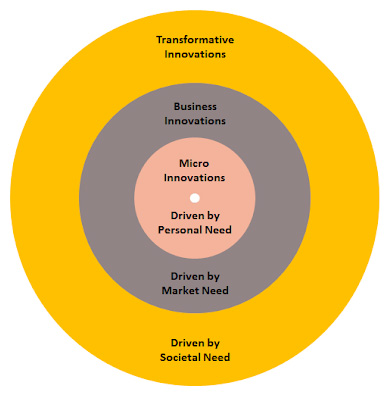 Transformative
Innovations
Business
Innovations
Micro
Innovations
Driven by
Personal Need
Driven by
Market Need
Driven by
Societal Need